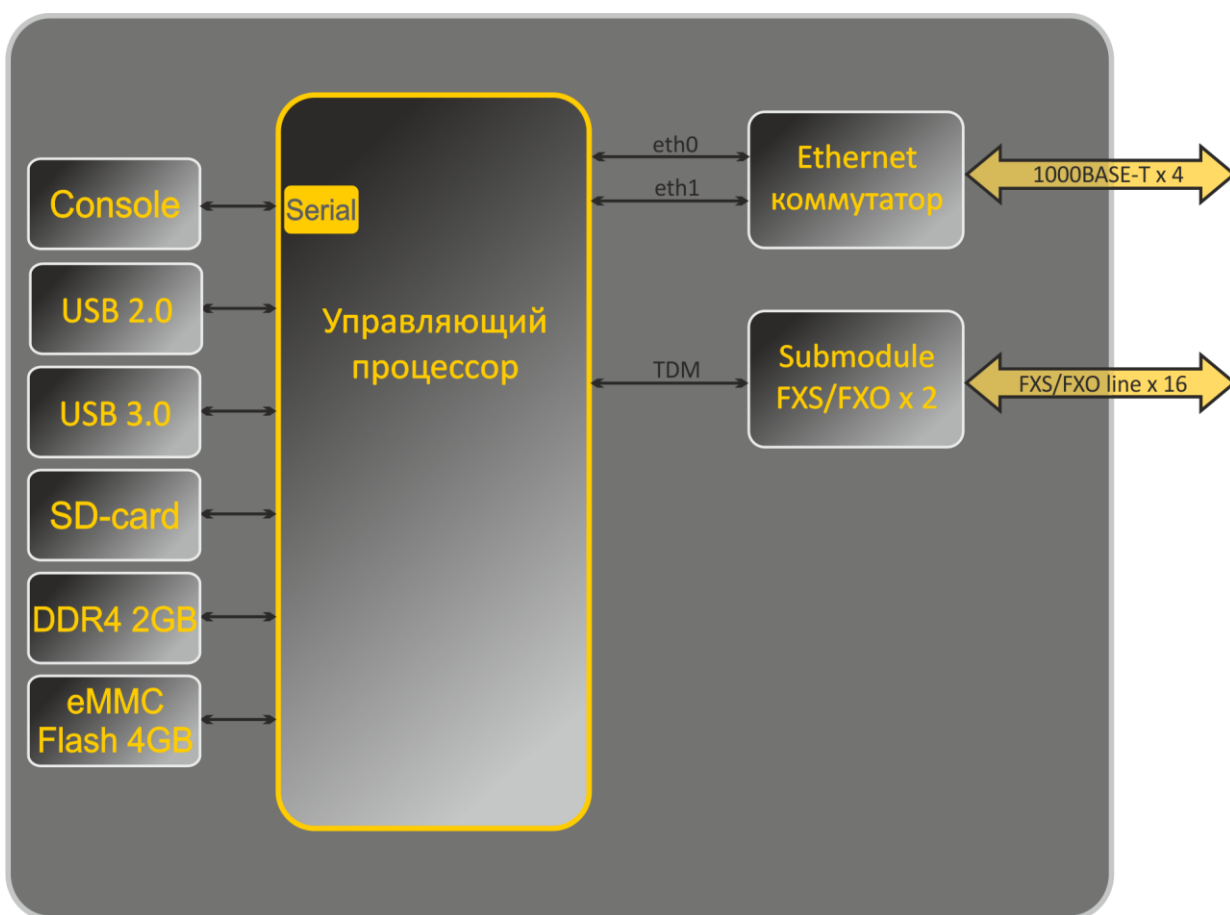 Console
USB 2.0
USB 3.0
SD-card
DDR4 2GB
eMMC
Flash 4GB
Serial
Управляющий
процессор
eth0
eth1
TDM
Ethernet
коммутатор
Submodule
FXS/FXO x 2
1000BASE-T x 4
FXS/FXO line x 16